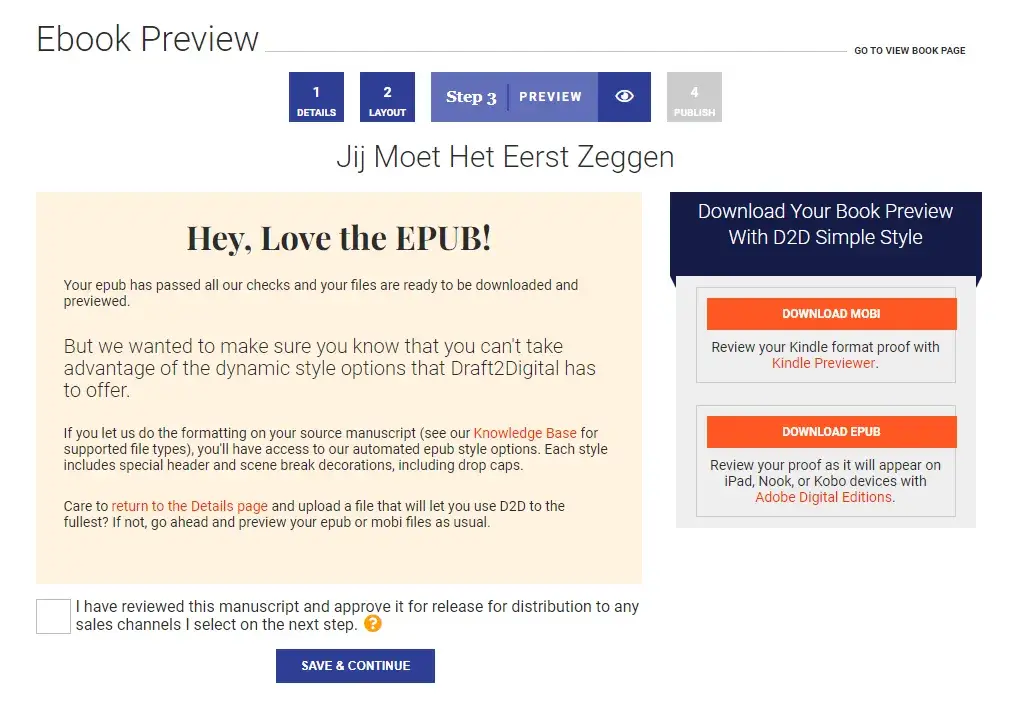 Ebook Preview
GO TO VIEW BOOK PAGE
1
DETAILS
2
LAYOUT
Step 3
PREVIEW
4
PUBLISH
Jij Moet Het Eerst Zeggen
Hey, Love the EPUB!
Your epub has passed all our checks and your files are ready to be downloaded and
previewed.
But we wanted to make sure you know that you can't take
advantage of the dynamic style options that Draft2Digital has
to offer.
If you let us do the formatting on your source manuscript (see our Knowledge Base for
supported file types), you'll have access to our automated epub style options. Each style
includes special header and scene break decorations, including drop caps.
Care to return to the Details page and upload a file that will let you use D2D to the
fullest? If not, go ahead and preview your epub or mobi files as usual.
I have reviewed this manuscript and approve it for release for distribution to any
sales channels I select on the next step. ?
SAVE & CONTINUE
Download Your Book Preview
With D2D Simple Style
DOWNLOAD MOBI
Review your Kindle format proof with
Kindle Previewer.
DOWNLOAD EPUB
Review your proof as it will appear on
iPad, Nook, or Kobo devices with
Adobe Digital Editions.